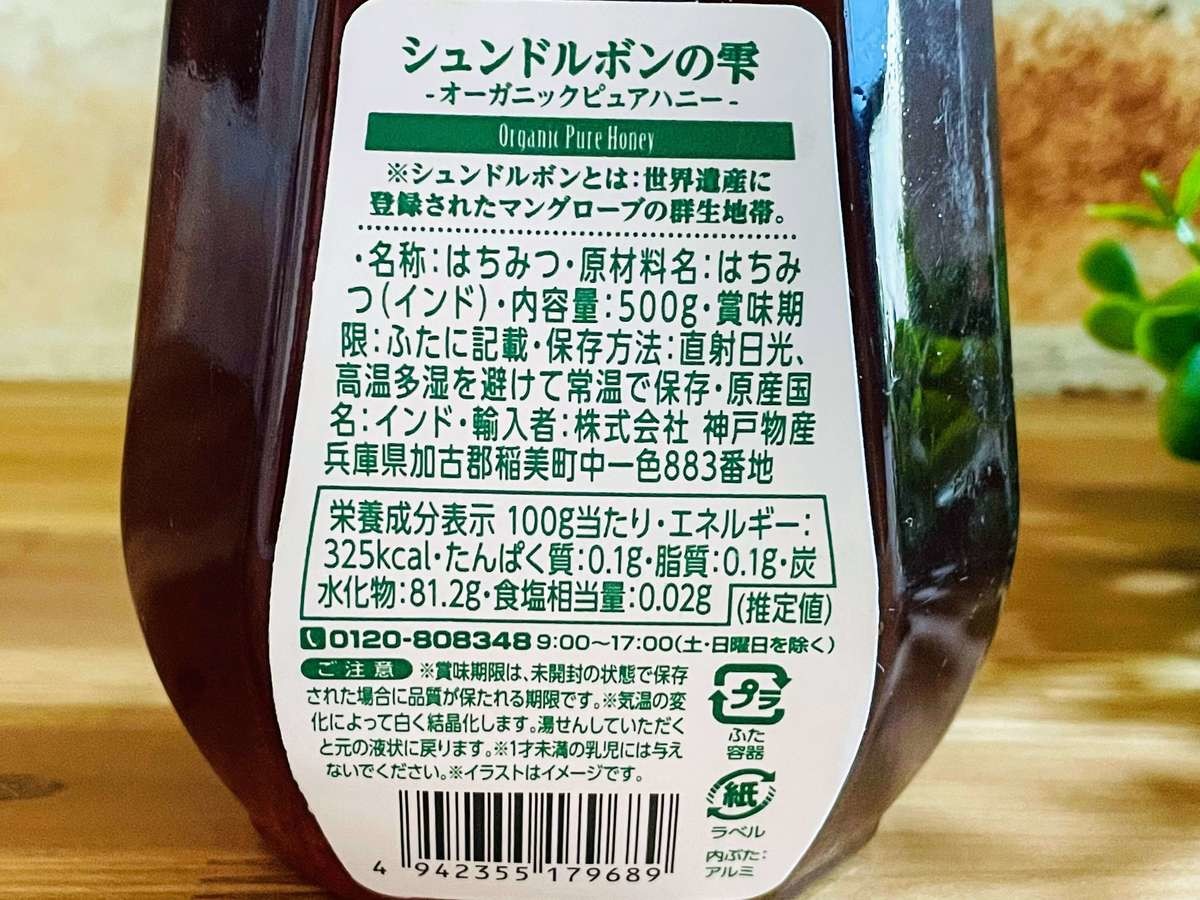 シュンドルボンの雫
-オーガニックピュアハニー-
Organic Pure Honey
※シュンドルボンとは:世界遺産に
登録されたマングローブの群生地帯。
・名称:はちみつ・原材料名:はちみ
つ(インド)・内容量:500g・賞味期
限:ふたに記載・保存方法:直射日光、
高温多湿を避けて常温で保存・原産国
名:インド・輸入者:株式会社 神戸物産
兵庫県加古郡稲美町中一色883番地
栄養成分表示 100g当たり・エネルギー:
325kcal・たんぱく質:0.1g・脂質:0.1g・炭
水化物:81.2g・食塩相当量:0.02g
(推定値)
0120-808348 9:00～17:00(土・日曜日を除く)
ご注意 ※賞味期限は、未開封の状態で保存
された場合に品質が保たれる期限です。※気温の変
化によって白く結晶化します。湯せんしていただく
と元の液状に戻ります。※1才未満の乳児には与え
ないでください。※イラストはイメージです。
プラ
ふた
容器
紙
ラベル
内ぶた:
アルミ
4 942355 179689